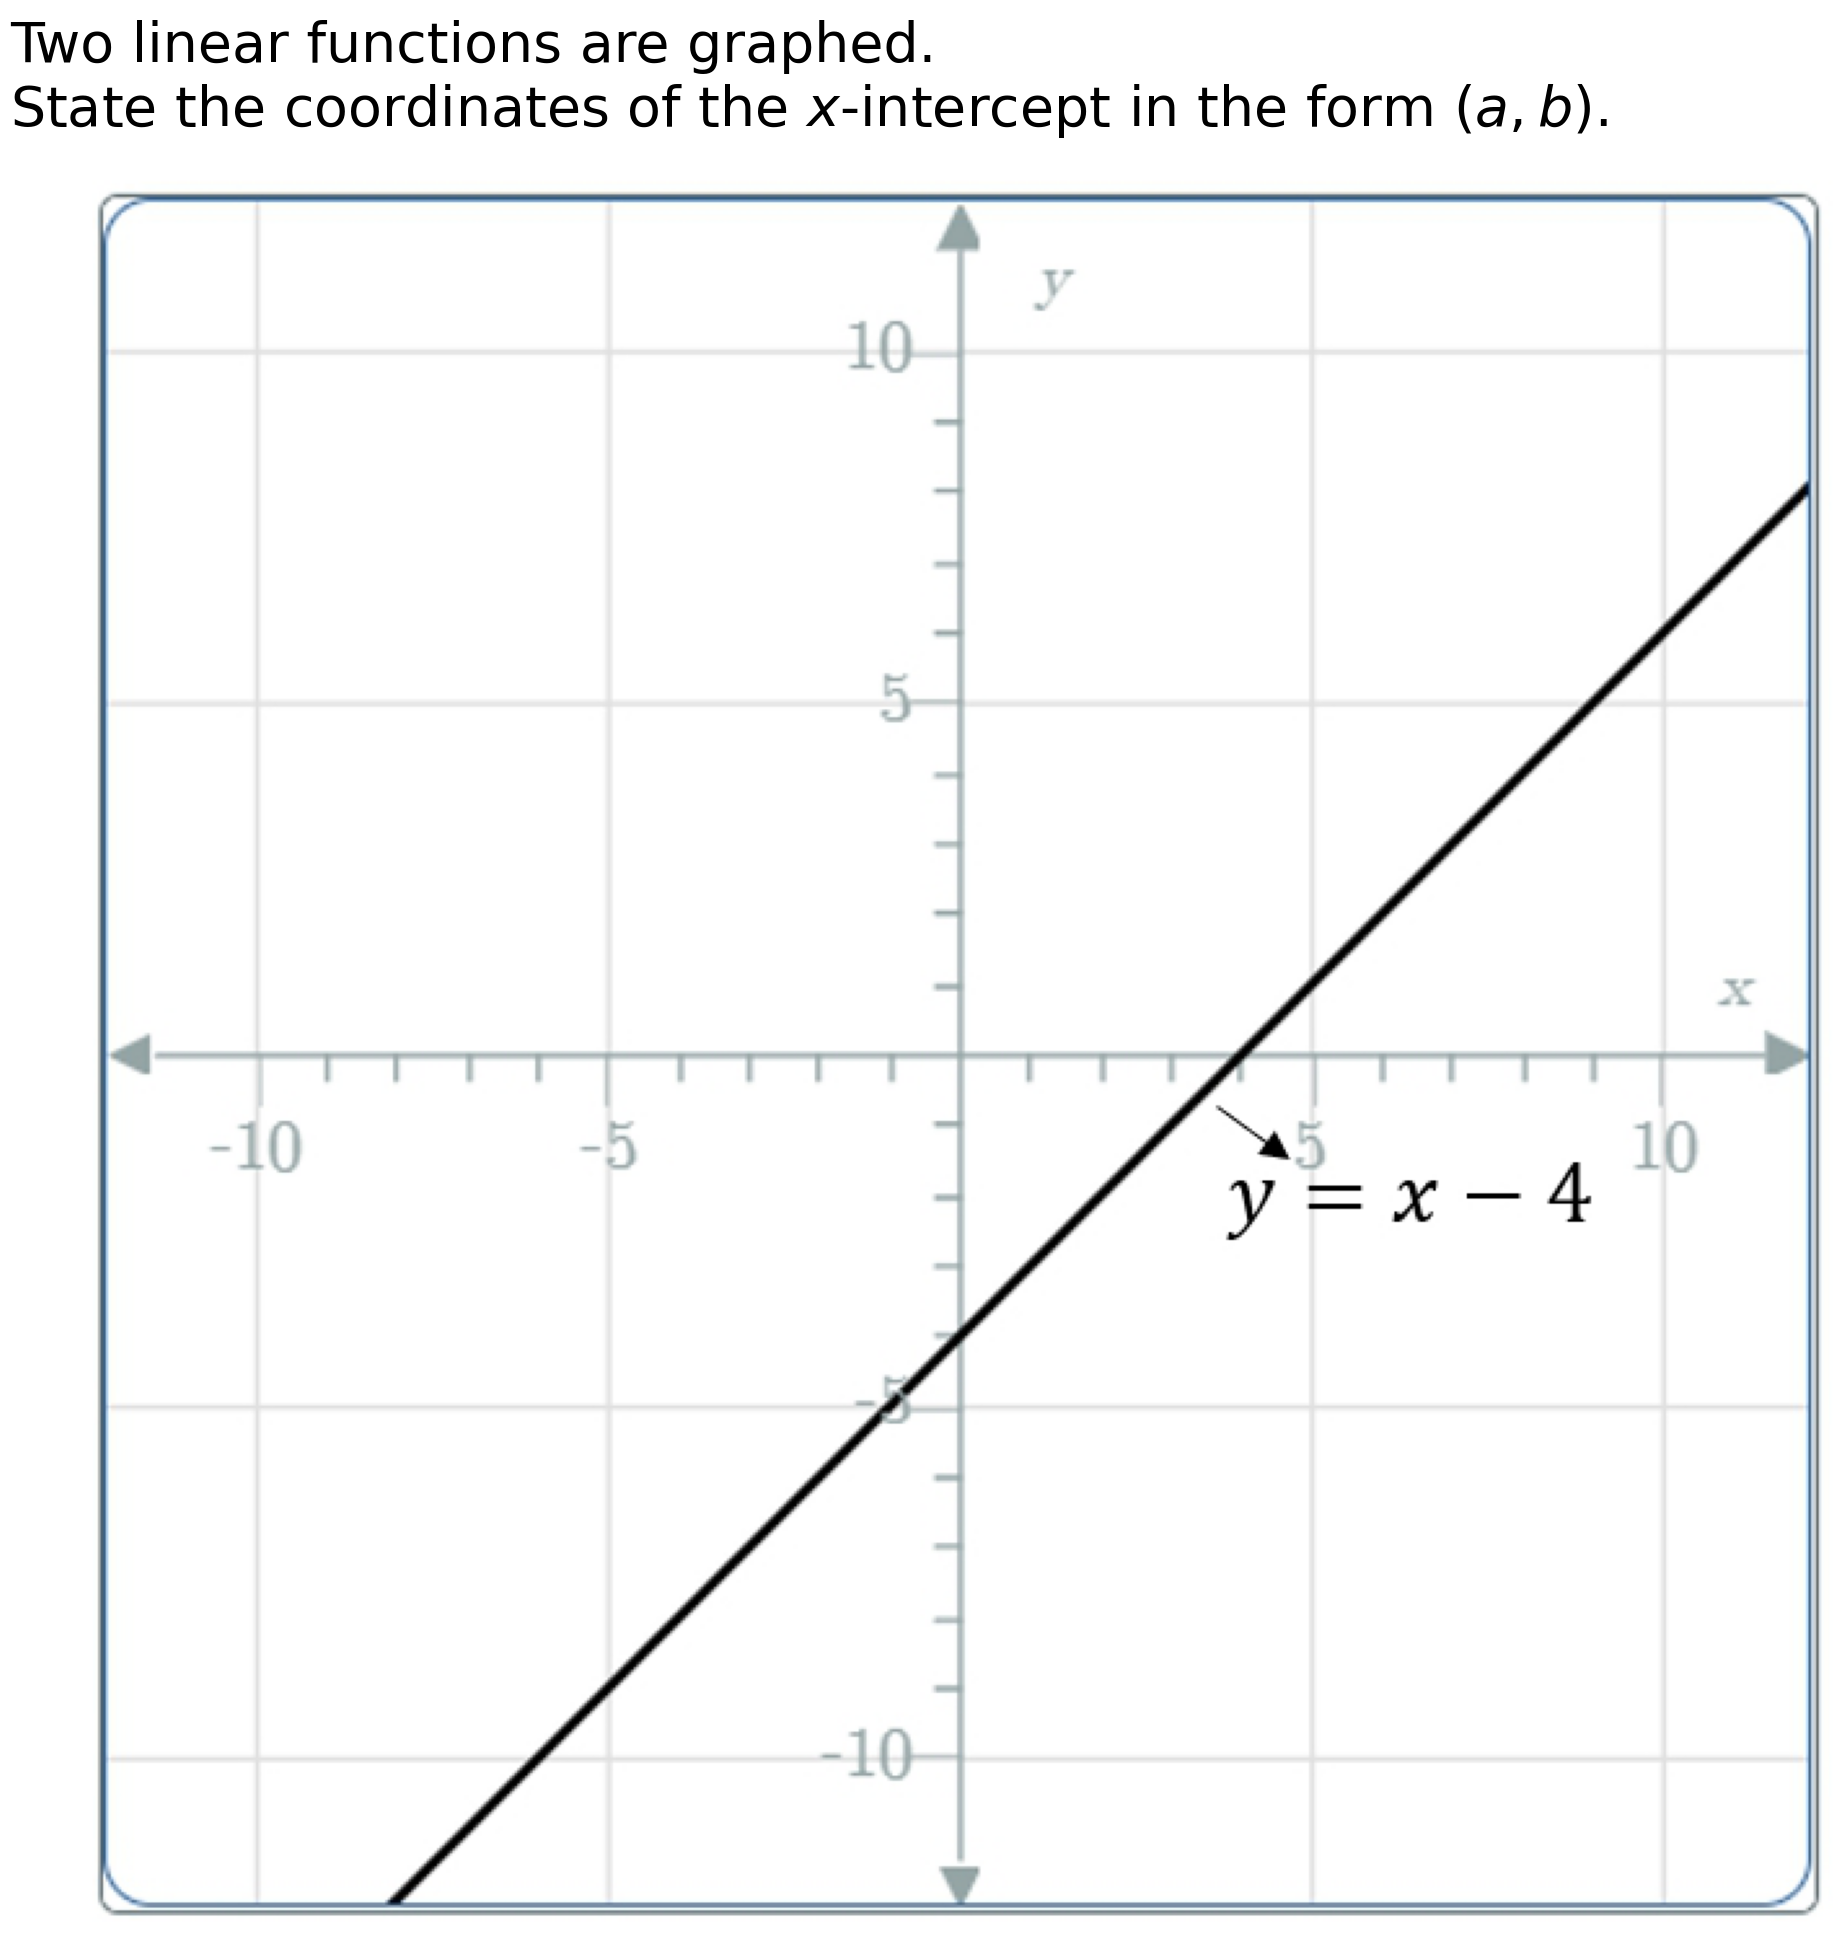 Two linear functions are graphed.
State the coordinates of the x-intercept in the form (a, b).
y
10
5
x
-10 -5 5 10
y = x − 4
-5
-10